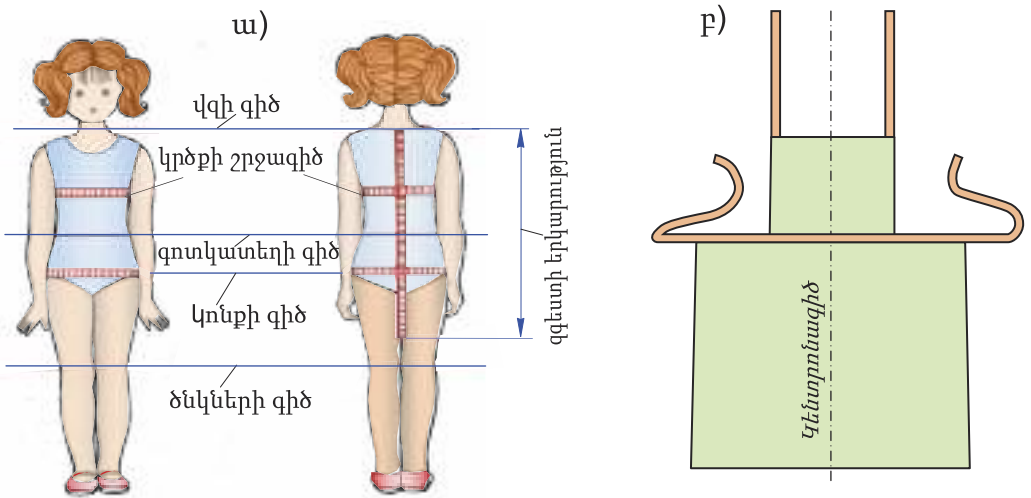 ա)
վզի գիծ
կրծքի շրջագիծ
գոտկատեղի գիծ
կոնքի գիծ
ծնկների գիծ
զգեստի երկարություն
բ)
Կենտրոնագիծ